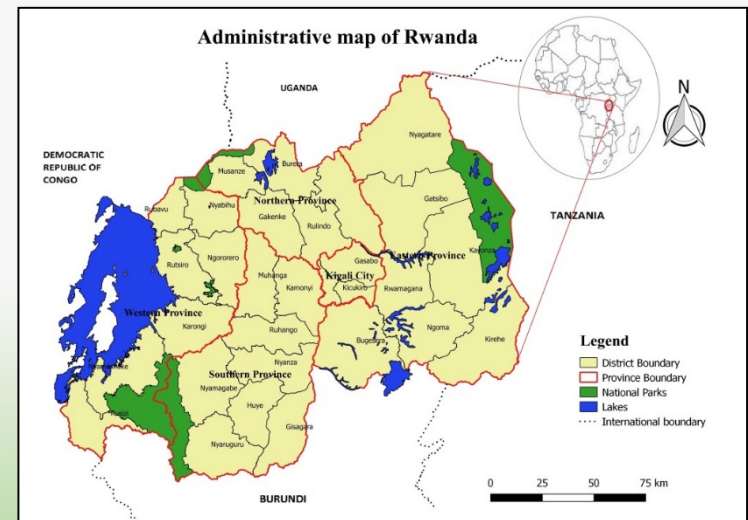 Administrative map of Rwanda
UGANDA
N
DEMOCRATIC
REPUBLIC OF
CONGO
TANZANIA
BURUNDI
Nyagatare
Musanze
Burera
Gatsibo
Rubavu
Nyabihu
Northern Province
Gakenke
Rulindo
Rutsiro
Ngororero
Gasabo
Eastern Province
Kayonza
Muhanga
Kigali City
Kamonyi
Kicukiro
Rwamagana
Western Province
Karongi
Ruhango
Bugesera
Ngoma
Kirehe
Nyanza
Southern Province
Nyamagabe
Huye
Gisagara
Nyaruguru
Legend
District Boundary
Province Boundary
National Parks
Lakes
International boundary
0 25 50 75 km